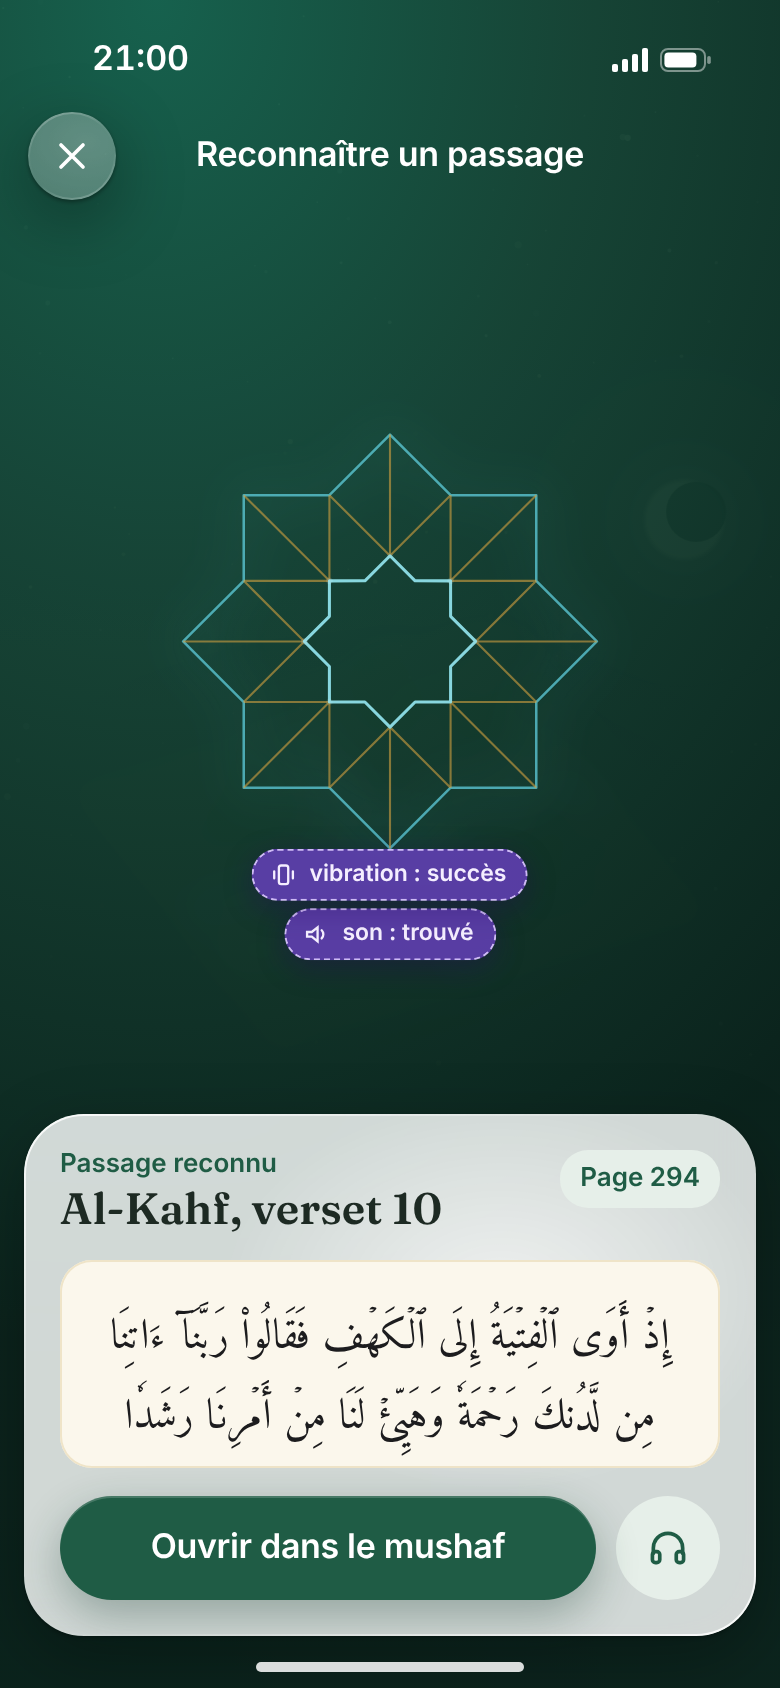 21:00
Reconnaître un passage
vibration : succès
son : trouvé
Passage reconnu
Al-Kahf, verset 10
Page 294
إِذْ أَوَى ٱلْفِتْيَةُ إِلَى ٱلْكَهْفِ فَقَالُوا۟ رَبَّنَآ ءَاتِنَا
مِن لَّدُنكَ رَحْمَةً وَهَيِّئْ لَنَا مِنْ أَمْرِنَا رَشَدًا
Ouvrir dans le mushaf